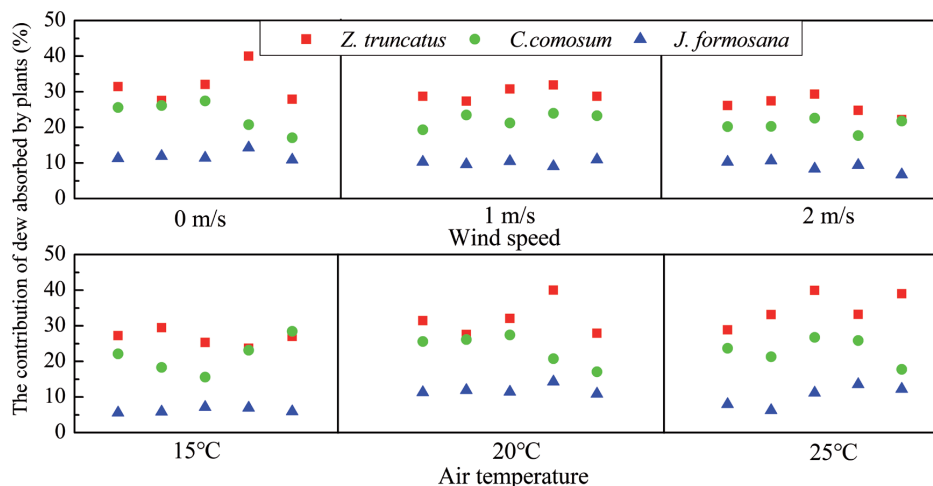 The contribution of dew absorbed by plants (%)
50
40
30
20
10
0
Z. truncatus C.comosum J. formosana
0 m/s 1 m/s 2 m/s
Wind speed
50
40
30
20
10
0
15°C 20°C 25°C
Air temperature